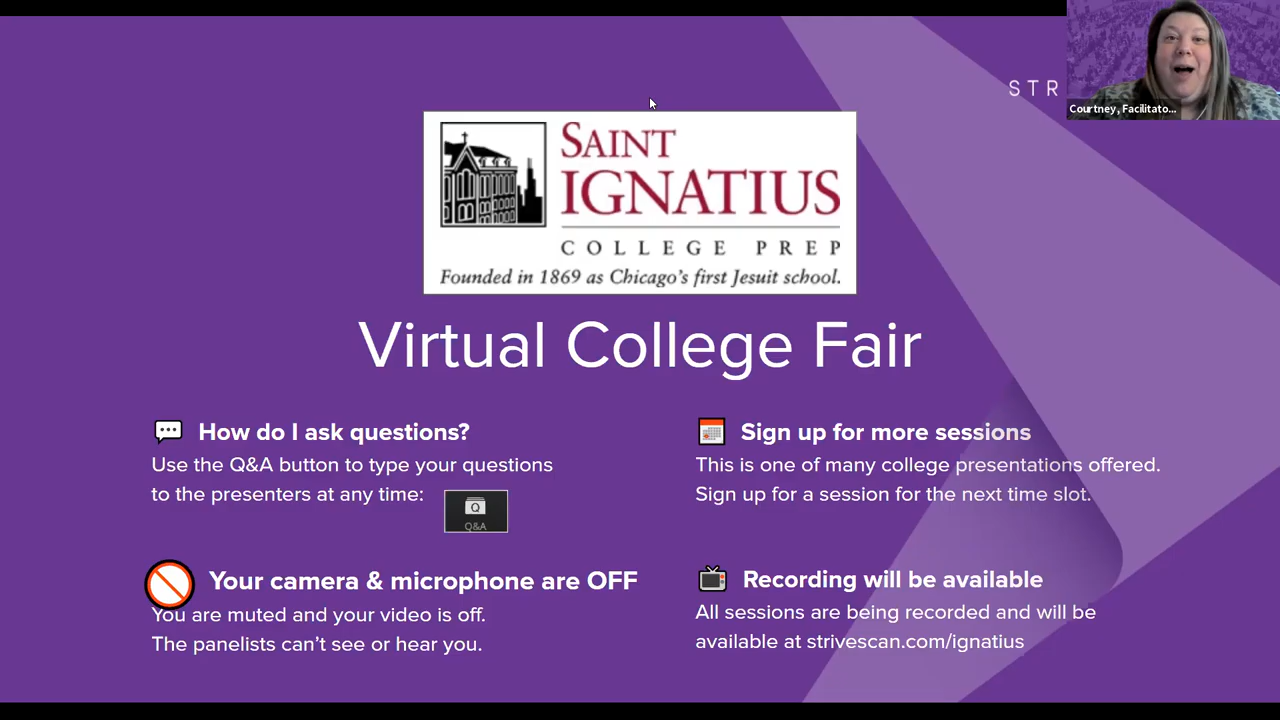 STR
Courtney, Facilitato...
SAINT
IGNATIUS
COLLEGE PREP
Founded in 1869 as Chicago's first Jesuit school.
Virtual College Fair
How do I ask questions?
Use the Q&A button to type your questions
to the presenters at any time:
Q
Q&A
Sign up for more sessions
This is one of many college presentations offered.
Sign up for a session for the next time slot.
Your camera & microphone are OFF
You are muted and your video is off.
The panelists can't see or hear you.
Recording will be available
All sessions are being recorded and will be
available at strivescan.com/ignatius